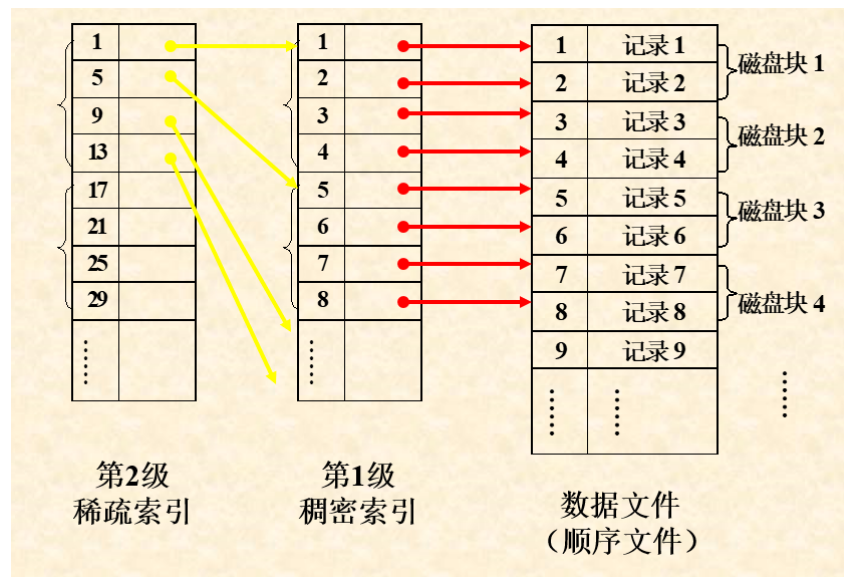 1
5
9
13
17
21
25
29
……
1
2
3
4
5
6
7
8
……
1 记录1
2 记录2
3 记录3
4 记录4
5 记录5
6 记录6
7 记录7
8 记录8
9 记录9
…… ……
磁盘块1
磁盘块2
磁盘块3
磁盘块4
……
第2级
稀疏索引
第1级
稠密索引
数据文件
（顺序文件）